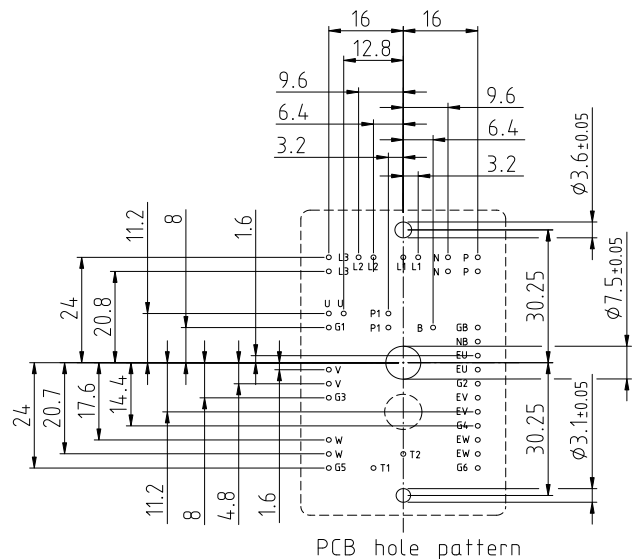 16 16
12.8
9.6 9.6
6.4 6.4
3.2 3.2
Ø3.6±0.05
11.2
8
1.6
24
20.8
L3 L2 L2 L1 L1 N P
L3 N P
U U P1
G1 P1 B GB
NB
EU
V EU
V G2
G3 EV
EV
G4
W EW
W T2 EW
G5 T1 G6
30.25
Ø7.5±0.05
30.25
Ø3.1±0.05
24
20.7
17.6
14.4
11.2
8
4.8
1.6
PCB hole pattern